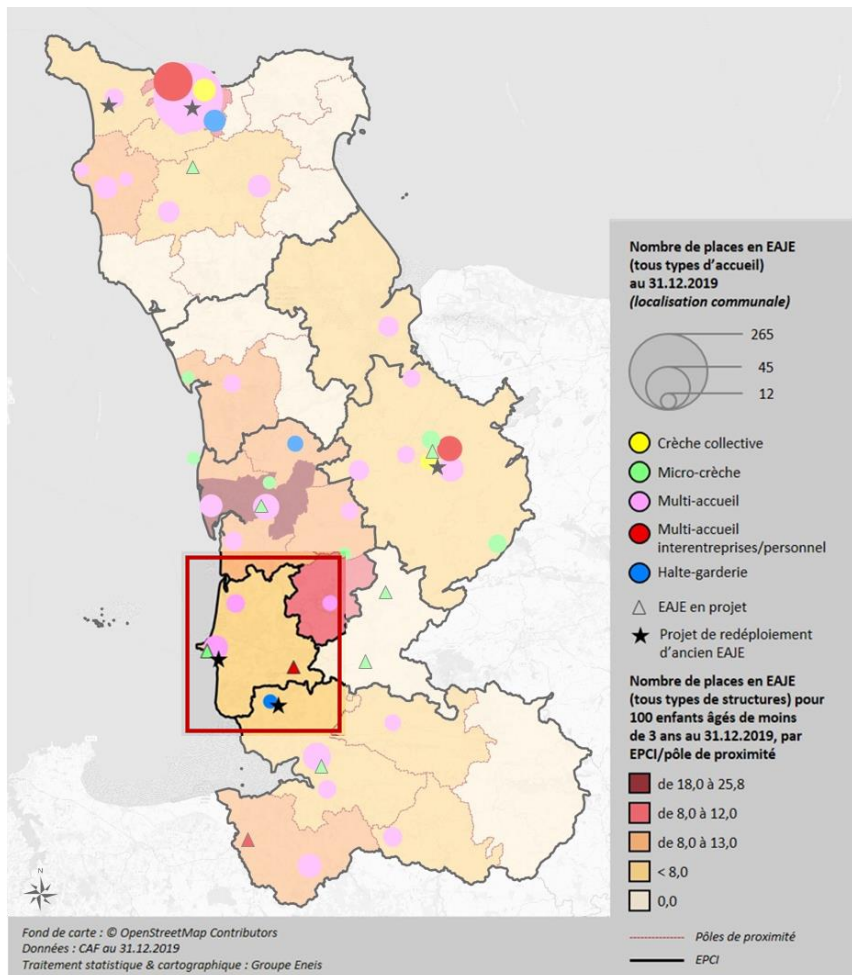 Nombre de places en EAJE
(tous types d'accueil)
au 31.12.2019
(localisation communale)
265
45
12
Crèche collective
Micro-crèche
Multi-accueil
Multi-accueil
interentreprises/personnel
Halte-garderie
EAJE en projet
Projet de redéploiement
d'ancien EAJE
Nombre de places en EAJE
(tous types de structures) pour
100 enfants âgés de moins
de 3 ans au 31.12.2019, par
EPCI/pôle de proximité
de 18,0 à 25,8
de 8,0 à 12,0
de 8,0 à 13,0
< 8,0
0,0
Pôles de proximité
EPCI
N
Fond de carte : © OpenStreetMap Contributors
Données : CAF au 31.12.2019
Traitement statistique & cartographique : Groupe Eneis